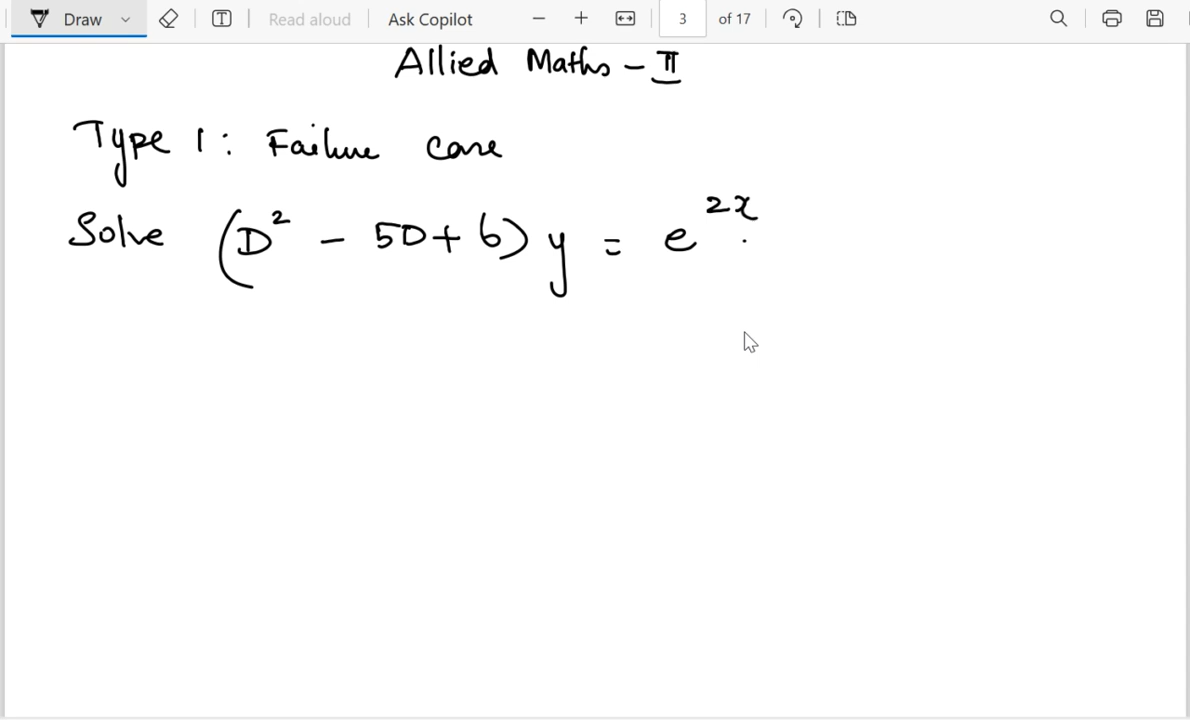 Draw Read aloud Ask Copilot 3 of 17
Allied Maths - II
Type 1: Failure case
Solve (D² - 5D + 6) y = e^{2x}.